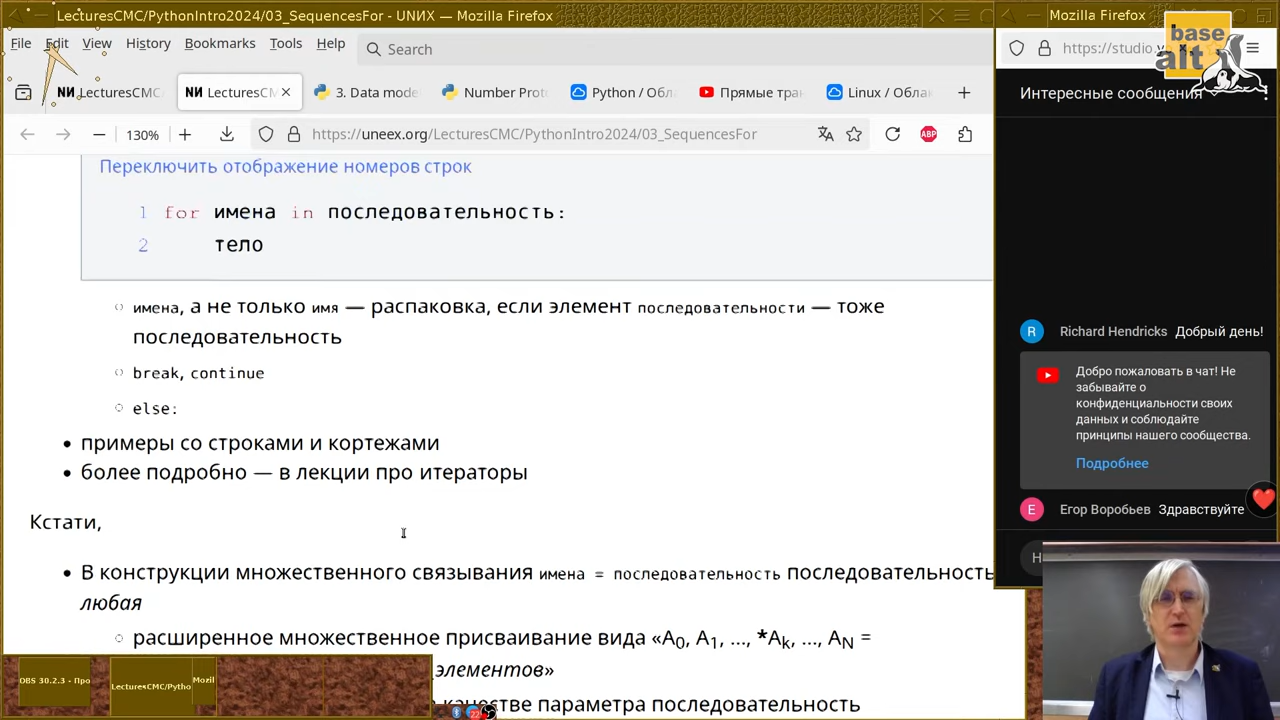 LecturesCMC/PythonIntro2024/03_SequencesFor - UNИX — Mozilla Firefox
Mozilla Firefox
base
alt
File Edit View History Bookmarks Tools Help
Search
https://studio.y
Интересные сообщения
LecturesCMC/
LecturesCM
3. Data mode
Number Prot
Python / Обла
Прямые тран
Linux / Облак
130%
https://uneex.org/LecturesCMC/PythonIntro2024/03_SequencesFor
ABP
Переключить отображение номеров строк
1 for имена in последовательность:
2 тело
имена, а не только имя — распаковка, если элемент последовательности — тоже
последовательность
break, continue
else:
примеры со строками и кортежами
более подробно — в лекции про итераторы
Кстати,
В конструкции множественного связывания имена = последовательность последовательность
любая
расширенное множественное присваивание вида «A0, A1, ..., *Ak, ..., AN =
элементов»
качестве параметра последовательность
R Richard Hendricks Добрый день!
Добро пожаловать в чат! Не
забывайте о
конфиденциальности своих
данных и соблюдайте
принципы нашего сообщества.
Подробнее
Е Егор Воробьев Здравствуйте
Н
OBS 30.2.3 - Про
LecturesCMC/Pytho
Mozil